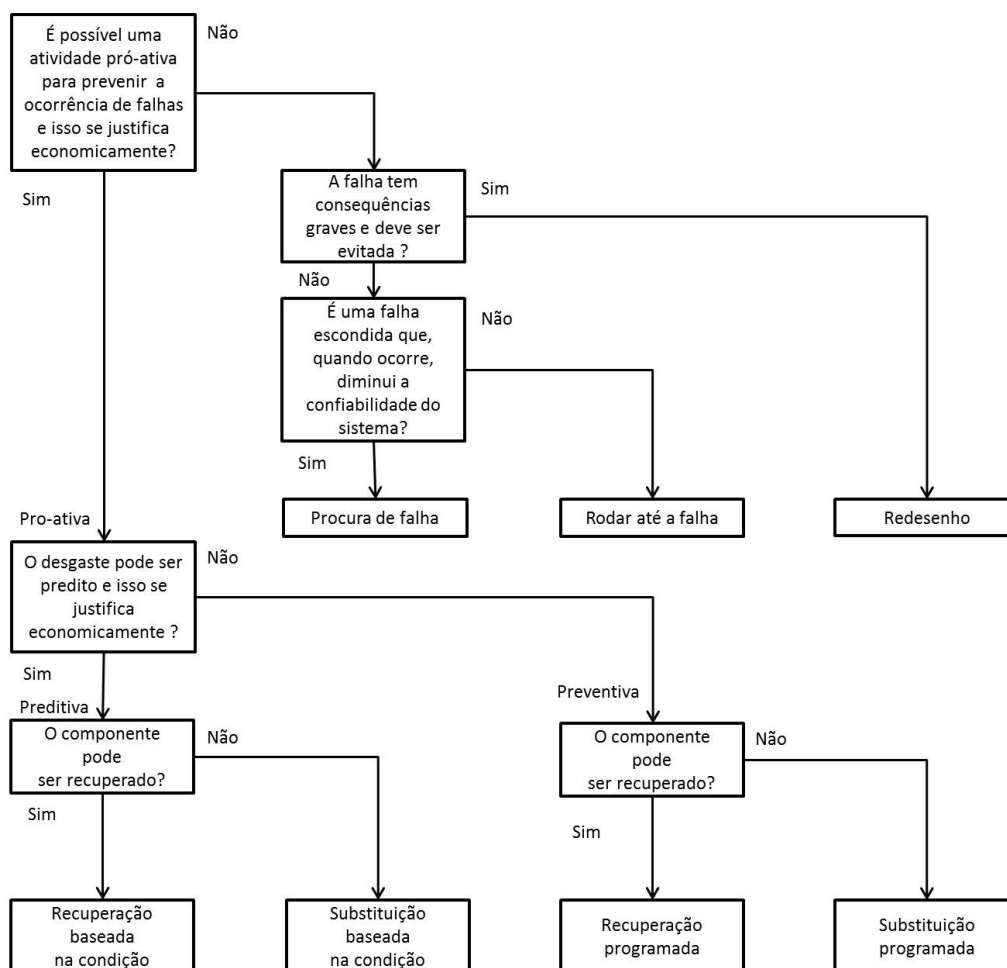 É possível uma
atividade pró-ativa
para prevenir a
ocorrência de falhas
e isso se justifica
economicamente?
Não
Sim
A falha tem
consequências
graves e deve ser
evitada ?
Sim
Não
É uma falha
escondida que,
quando ocorre,
diminui a
confiabilidade do
sistema?
Não
Sim
Procura de falha
Rodar até a falha
Redesenho
Pro-ativa
O desgaste pode ser
predito e isso se
justifica
economicamente ?
Não
Sim
Preditiva
O componente
pode
ser recuperado?
Não
Sim
Preventiva
O componente
pode
ser recuperado?
Não
Sim
Recuperação
baseada
na condição
Substituição
baseada
na condição
Recuperação
programada
Substituição
programada